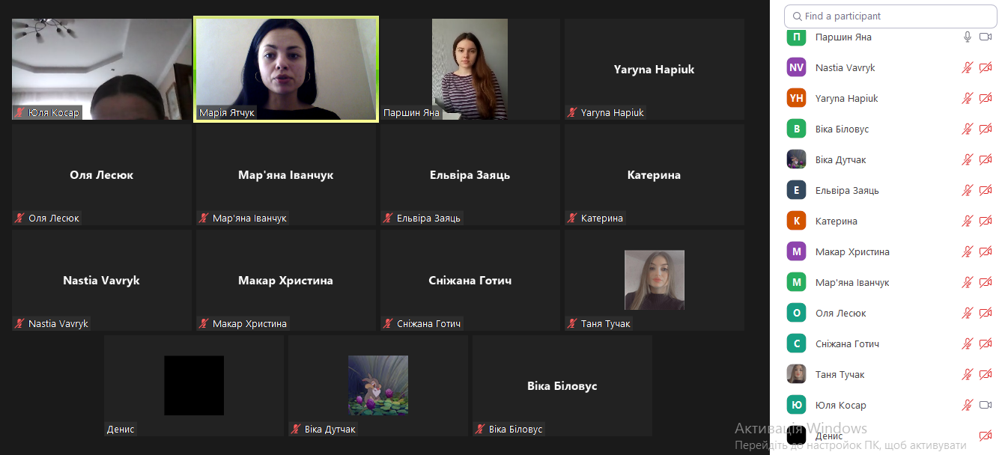 Юля Косар
Марія Ятчук
Паршин Яна
Yaryna Hapiuk
Yaryna Hapiuk
Оля Лесюк
Оля Лесюк
Мар'яна Іванчук
Мар'яна Іванчук
Ельвіра Заяць
Ельвіра Заяць
Катерина
Катерина
Nastia Vavryk
Nastia Vavryk
Макар Христина
Макар Христина
Сніжана Готич
Сніжана Готич
Таня Тучак
Денис
Віка Дутчак
Віка Біловус
Віка Біловус
Find a participant
П Паршин Яна
NV Nastia Vavryk
YH Yaryna Hapiuk
В Віка Біловус
Віка Дутчак
Е Ельвіра Заяць
К Катерина
М Макар Христина
М Мар'яна Іванчук
О Оля Лесюк
С Сніжана Готич
Таня Тучак
Ю Юля Косар
Денис
Активація Windows
Перейдіть до настройок ПК, щоб активувати